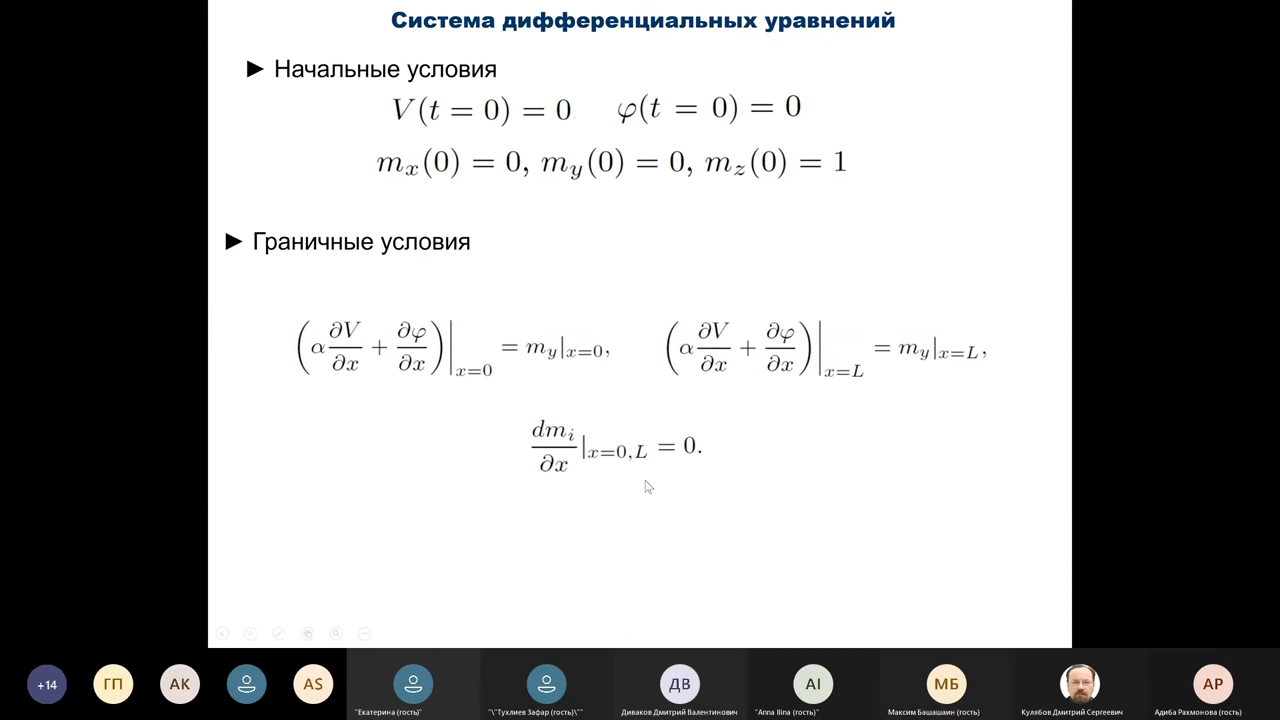 Система дифференциальных уравнений
► Начальные условия
V(t = 0) = 0 φ(t = 0) = 0
m_x(0) = 0, m_y(0) = 0, m_z(0) = 1
► Граничные условия
(α ∂V/∂x + ∂φ/∂x)|_{x=0} = m_y|_{x=0}, (α ∂V/∂x + ∂φ/∂x)|_{x=L} = m_y|_{x=L},
dm_i/∂x|_{x=0,L} = 0.
+14 ГП АК AS ДВ AI МБ АР
"Екатерина (гость)" "\"Тухлиев Зафар (гость)\"" Диваков Дмитрий Валентинович "Anna Ilina (гость)" Максим Башашаин (гость) Кулябов Дмитрий Сергеевич Адиба Рахмонова (гость)